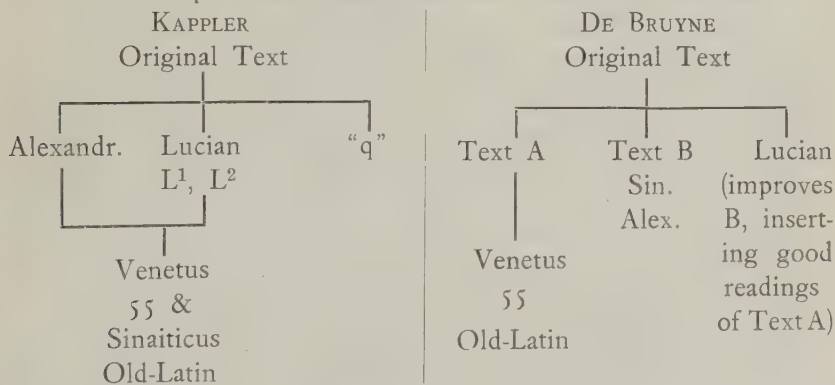 KAPPLER
Original Text
Alexandr.
Lucian
L¹, L²
“q”
Venetus
55 &
Sinaiticus
Old-Latin
DE BRUYNE
Original Text
Text A
Venetus
55
Old-Latin
Text B
Sin.
Alex.
Lucian
(improves
B, insert-
ing good
readings
of Text A)